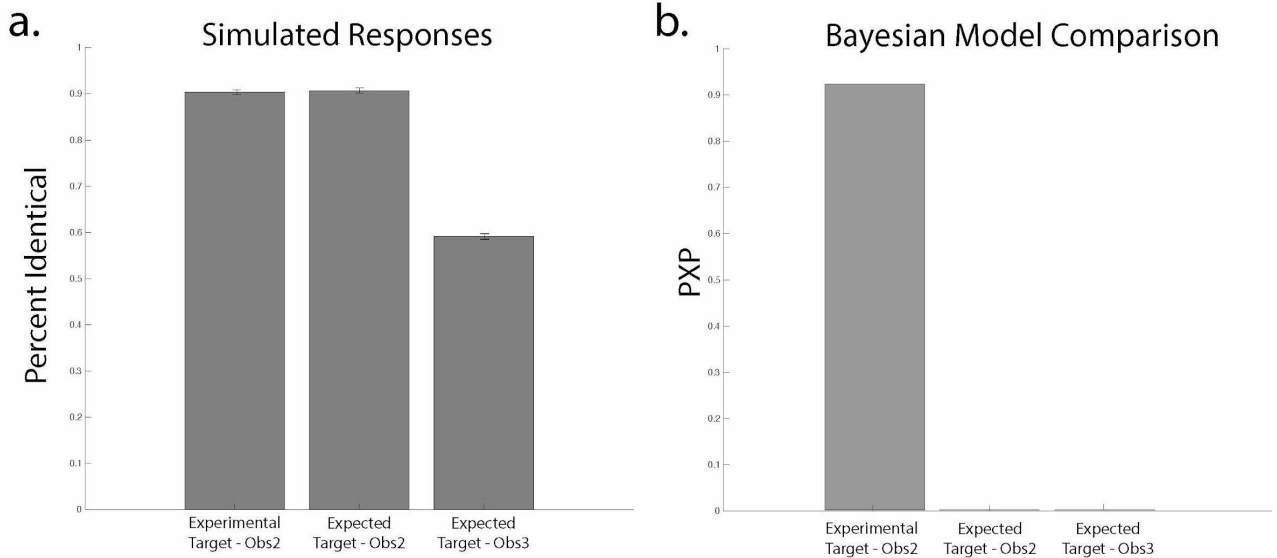 a.
Simulated Responses
Percent Identical
1
0.9
0.8
0.7
0.6
0.5
0.4
0.3
0.2
0.1
0
Experimental
Target - Obs2
Expected
Target - Obs2
Expected
Target - Obs3
b.
Bayesian Model Comparison
PXP
1
0.9
0.8
0.7
0.6
0.5
0.4
0.3
0.2
0.1
0
Experimental
Target - Obs2
Expected
Target - Obs2
Expected
Target - Obs3